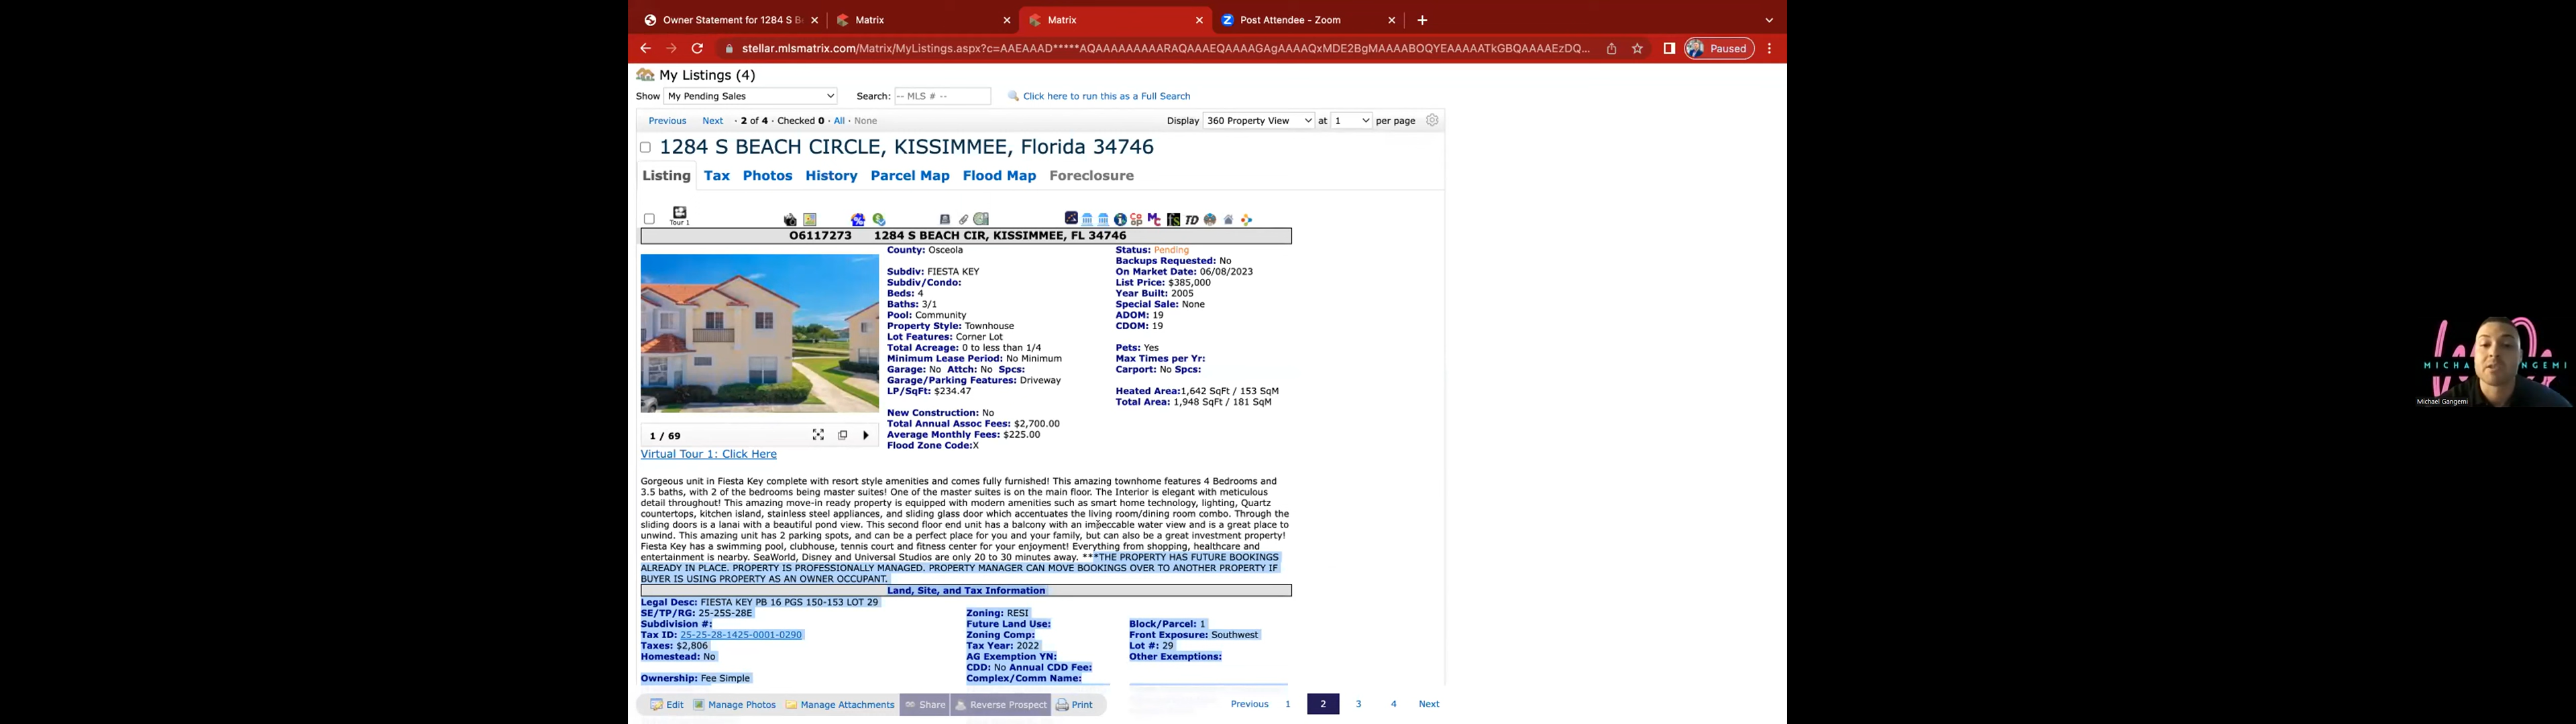 Owner Statement for 1284 S B
Matrix
Matrix
Post Attendee - Zoom
stellar.mlsmatrix.com/Matrix/MyListings.aspx?c=AAEAAAD*****AQAAAAAAAAARAQAAAEQAAAAGAgAAAAQxMDE2BgMAAAABOQYEAAAAATkGBQAAAAEzDQ...
Paused
My Listings (4)
Show My Pending Sales Search: -- MLS # -- Click here to run this as a Full Search
Previous Next · 2 of 4 · Checked 0 · All · None Display 360 Property View at 1 per page
1284 S BEACH CIRCLE, KISSIMMEE, Florida 34746
Listing Tax Photos History Parcel Map Flood Map Foreclosure
Tour 1
TD
O6117273 1284 S BEACH CIR, KISSIMMEE, FL 34746
County: Osceola Status: Pending
Backups Requested: No
Subdiv: FIESTA KEY On Market Date: 06/08/2023
Subdiv/Condo: List Price: $385,000
Beds: 4 Year Built: 2005
Baths: 3/1 Special Sale: None
Pool: Community ADOM: 19
Property Style: Townhouse CDOM: 19
Lot Features: Corner Lot
Total Acreage: 0 to less than 1/4 Pets: Yes
Minimum Lease Period: No Minimum Max Times per Yr:
Garage: No Attch: No Spcs: Carport: No Spcs:
Garage/Parking Features: Driveway
LP/SqFt: $234.47 Heated Area:1,642 SqFt / 153 SqM
Total Area: 1,948 SqFt / 181 SqM
New Construction: No
Total Annual Assoc Fees: $2,700.00
Average Monthly Fees: $225.00
Flood Zone Code:X
1 / 69
Virtual Tour 1: Click Here
Gorgeous unit in Fiesta Key complete with resort style amenities and comes fully furnished! This amazing townhome features 4 Bedrooms and
3.5 baths, with 2 of the bedrooms being master suites! One of the master suites is on the main floor. The Interior is elegant with meticulous
detail throughout! This amazing move-in ready property is equipped with modern amenities such as smart home technology, lighting, Quartz
countertops, kitchen island, stainless steel appliances, and sliding glass door which accentuates the living room/dining room combo. Through the
sliding doors is a lanai with a beautiful pond view. This second floor end unit has a balcony with an impeccable water view and is a great place to
unwind. This amazing unit has 2 parking spots, and can be a perfect place for you and your family, but can also be a great investment property!
Fiesta Key has a swimming pool, clubhouse, tennis court and fitness center for your enjoyment! Everything from shopping, healthcare and
entertainment is nearby. SeaWorld, Disney and Universal Studios are only 20 to 30 minutes away. ***THE PROPERTY HAS FUTURE BOOKINGS
ALREADY IN PLACE. PROPERTY IS PROFESSIONALLY MANAGED. PROPERTY MANAGER CAN MOVE BOOKINGS OVER TO ANOTHER PROPERTY IF
BUYER IS USING PROPERTY AS AN OWNER OCCUPANT.
Land, Site, and Tax Information
Legal Desc: FIESTA KEY PB 16 PGS 150-153 LOT 29
SE/TP/RG: 25-25S-28E Zoning: RESI
Subdivision #: Future Land Use: Block/Parcel: 1
Tax ID: 25-25-28-1425-0001-0290 Zoning Comp: Front Exposure: Southwest
Taxes: $2,806 Tax Year: 2022 Lot #: 29
Homestead: No AG Exemption YN: Other Exemptions:
CDD: No Annual CDD Fee:
Ownership: Fee Simple Complex/Comm Name:
Edit Manage Photos Manage Attachments Share Reverse Prospect Print Previous 1 2 3 4 Next
Michael Gangemi